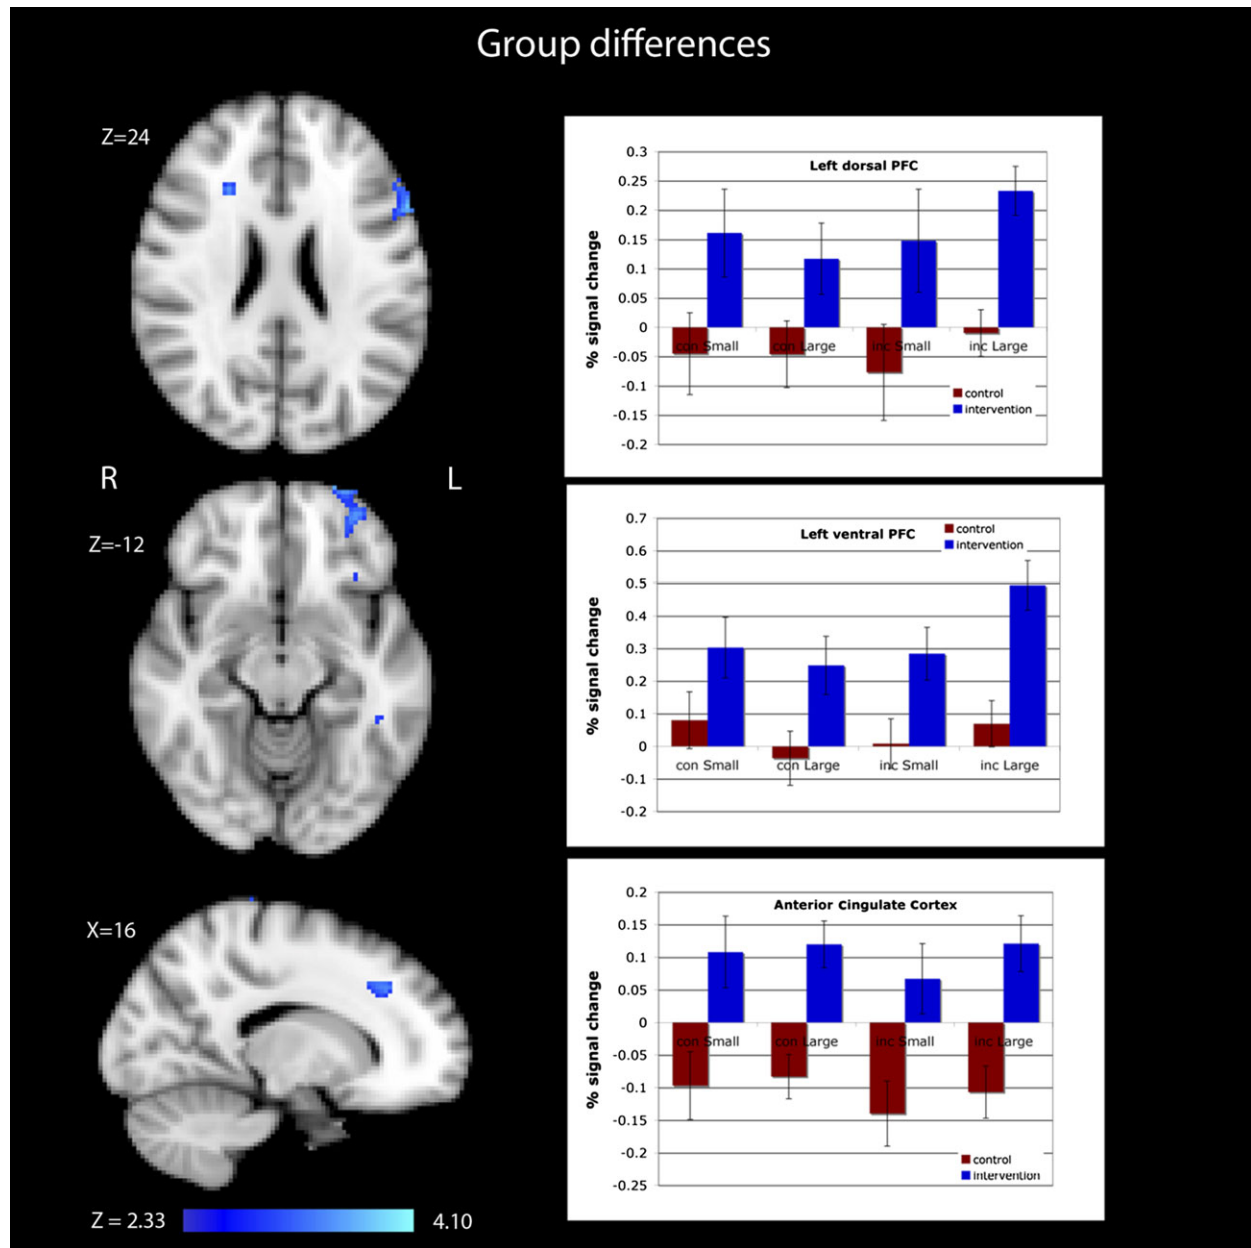 Group differences
Z=24
R
L
Z=-12
X=16
Z = 2.33
4.10
Left dorsal PFC
% signal change
0.3
0.25
0.2
0.15
0.1
0.05
0
-0.05
-0.1
-0.15
-0.2
con Small
con Large
inc Small
inc Large
control
intervention
Left ventral PFC
% signal change
0.7
0.6
0.5
0.4
0.3
0.2
0.1
0
-0.1
-0.2
con Small
con Large
inc Small
inc Large
control
intervention
Anterior Cingulate Cortex
% signal change
0.2
0.15
0.1
0.05
0
-0.05
-0.1
-0.15
-0.2
-0.25
con Small
con Large
inc Small
inc Large
control
intervention